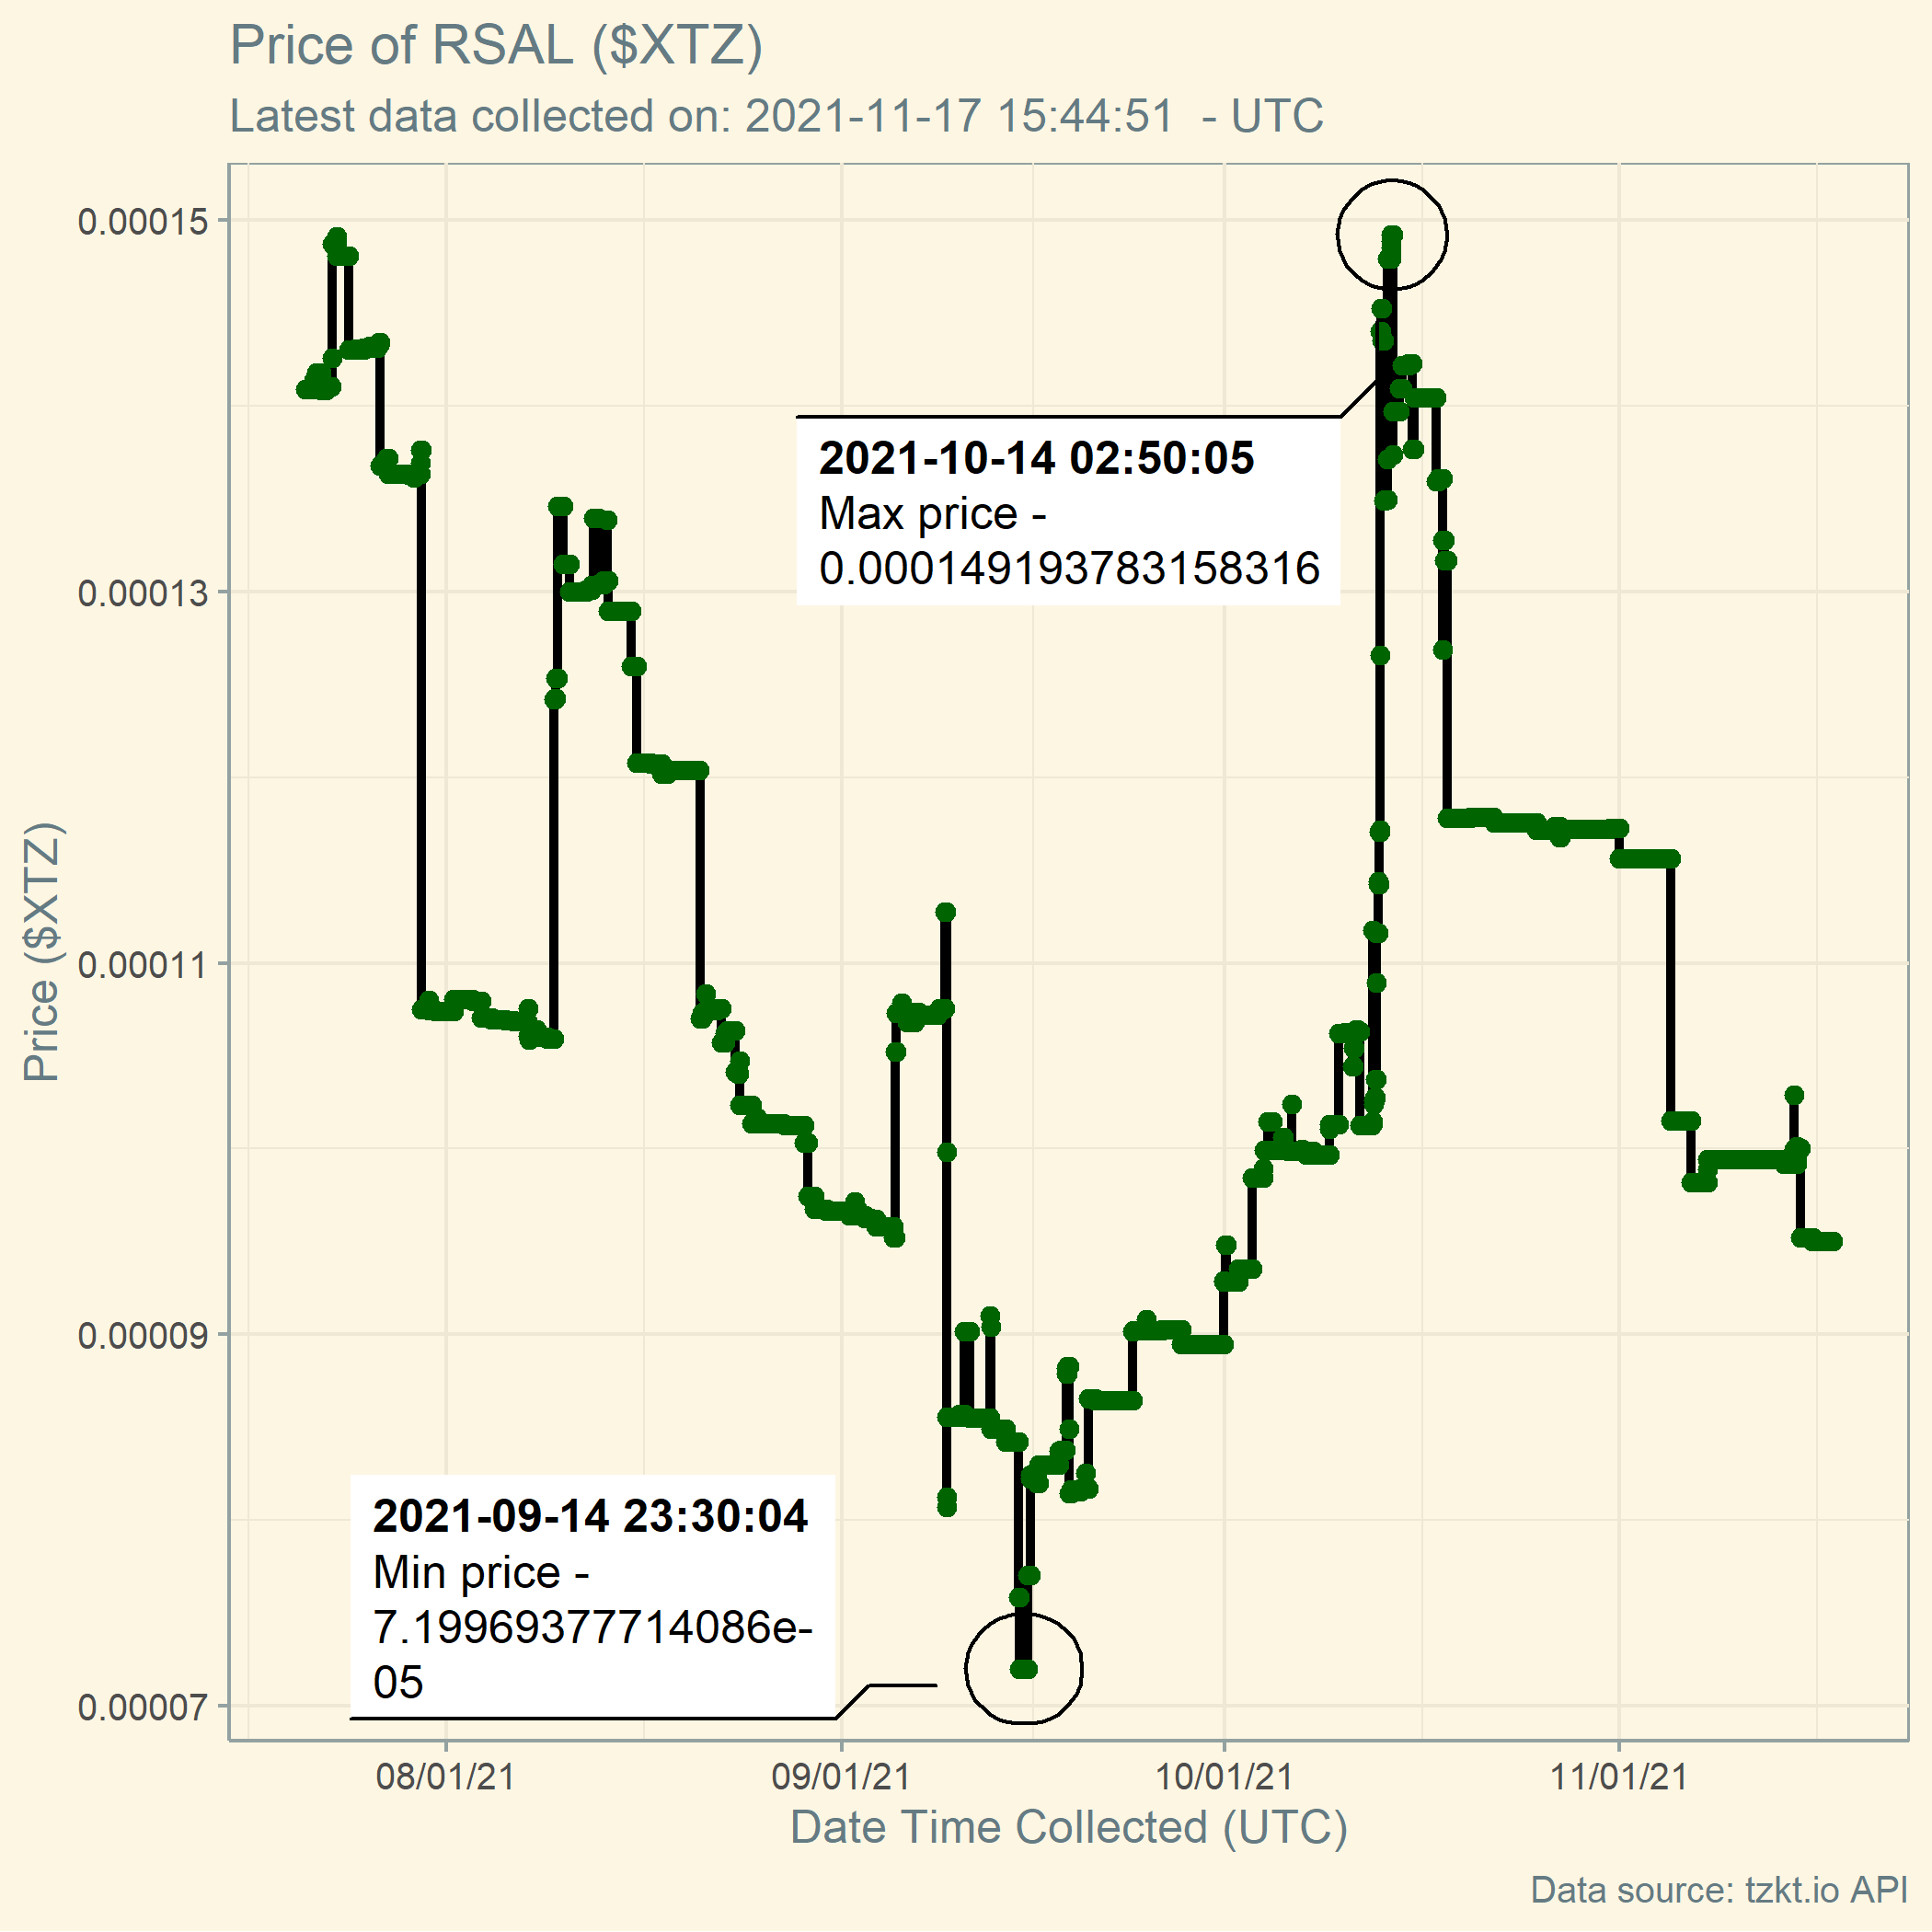 Price of RSAL ($XTZ)
Latest data collected on: 2021-11-17 15:44:51  - UTC
0.00015
0.00013
0.00011
0.00009
0.00007
Price ($XTZ)
2021-10-14 02:50:05
Max price -
0.000149193783158316
2021-09-14 23:30:04
Min price -
7.19969377714086e-
05
08/01/21
09/01/21
10/01/21
11/01/21
Date Time Collected (UTC)
Data source: tzkt.io API